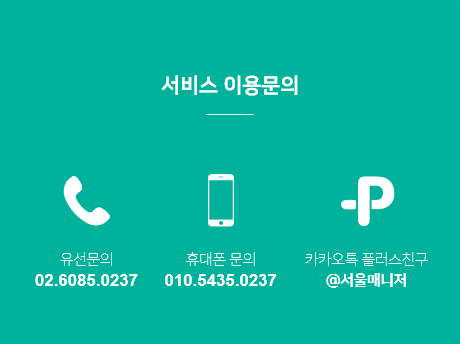 서비스 이용문의
유선문의
02.6085.0237
휴대폰 문의
010.5435.0237
카카오톡 플러스친구
@서울매니저